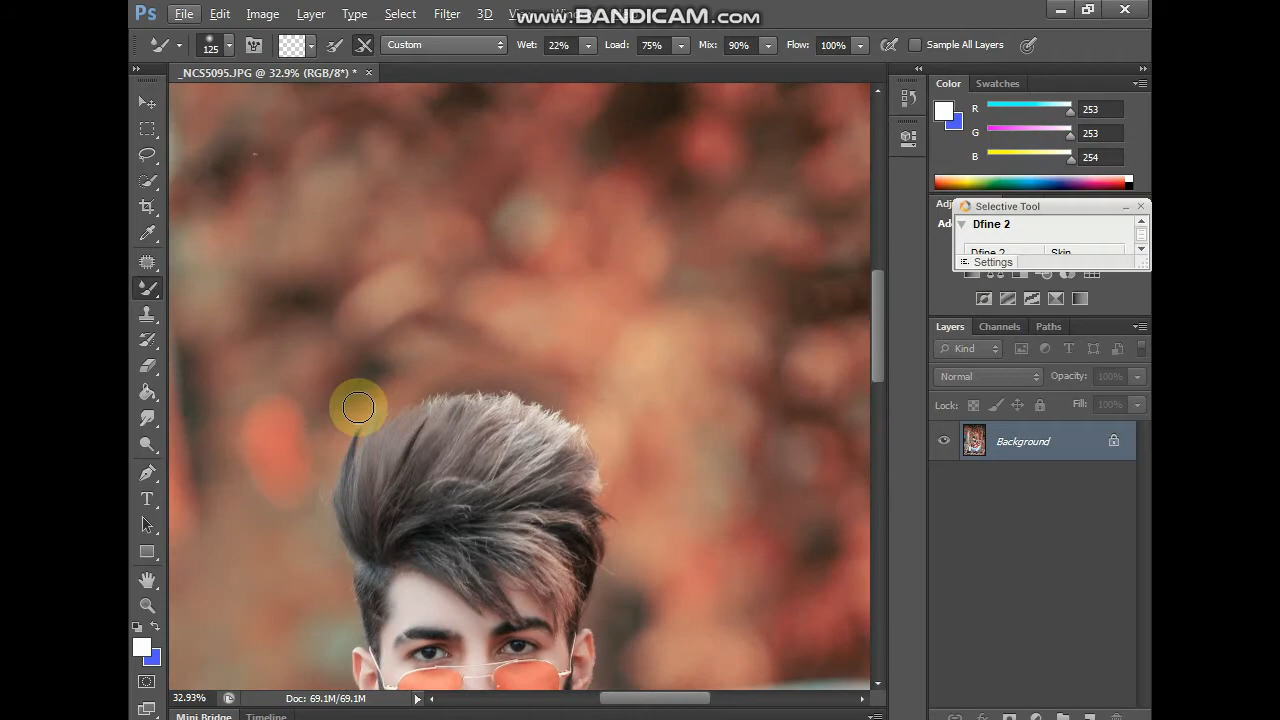 Ps File Edit Image Layer Type Select Filter 3D
www.BANDICAM.com
125 Custom Wet: 22% Load: 75% Mix: 90% Flow: 100% Sample All Layers
_NCS5095.JPG @ 32.9% (RGB/8*) *
Color Swatches
R 253
G 253
B 254
Selective Tool
Dfine 2
Dfine 2 Skin
Settings
Layers Channels Paths
Kind
Normal Opacity: 100%
Lock: Fill: 100%
Background
32.93% Doc: 69.1M/69.1M
Mini Bridge Timeline